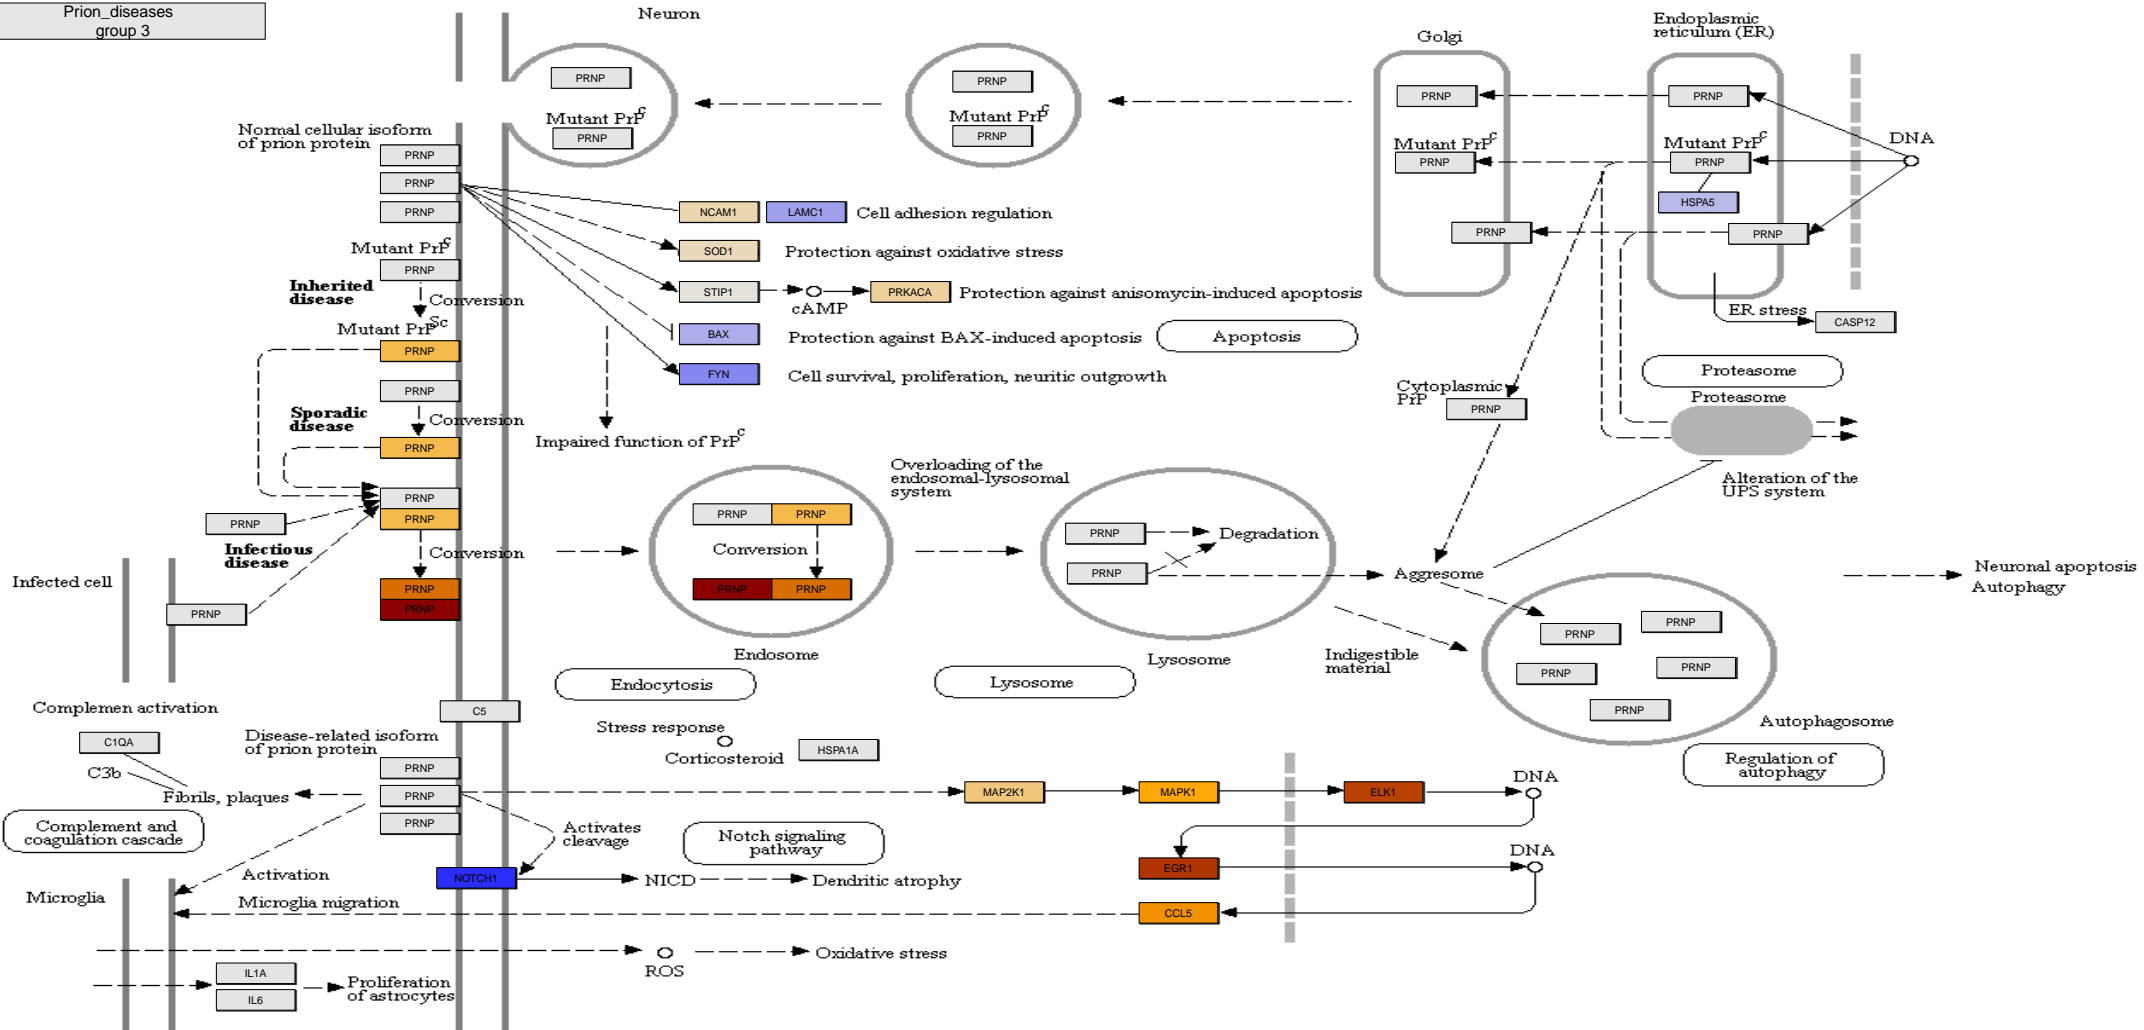 Prion_diseases
group 3
Neuron
Golgi
Endoplasmic
reticulum (ER)
PRNP
Mutant PrP^c
PRNP
PRNP
Mutant PrP^c
PRNP
PRNP
Mutant PrP^c
PRNP
PRNP
PRNP
Mutant PrP^c
PRNP
HSPA5
PRNP
DNA
ER stress
CASP12
Normal cellular isoform
of prion protein
PRNP
PRNP
PRNP
Mutant PrP^c
PRNP
Inherited
disease
Conversion
Mutant PrP^Sc
PRNP
PRNP
Sporadic
disease
Conversion
PRNP
PRNP
PRNP
PRNP
Infectious
disease
Conversion
PRNP
PRNP
Infected cell
PRNP
NCAM1
LAMC1
Cell adhesion regulation
SOD1
Protection against oxidative stress
STIP1
cAMP
PRKACA
Protection against anisomycin-induced apoptosis
BAX
Protection against BAX-induced apoptosis
Apoptosis
FYN
Cell survival, proliferation, neuritic outgrowth
Impaired function of PrP^c
Cytoplasmic
PrP
PRNP
Proteasome
Proteasome
Alteration of the
UPS system
Overloading of the
endosomal-lysosomal
system
PRNP
PRNP
Conversion
PRNP
PRNP
Endosome
Endocytosis
PRNP
PRNP
Degradation
Lysosome
Lysosome
Aggresome
Indigestible
material
PRNP
PRNP
PRNP
PRNP
PRNP
Autophagosome
Regulation of
autophagy
Neuronal apoptosis
Autophagy
Complemen activation
C1QA
C3b
Fibrils, plaques
Complement and
coagulation cascade
C5
Disease-related isoform
of prion protein
PRNP
PRNP
PRNP
Stress response
Corticosteroid
HSPA1A
MAP2K1
MAPK1
ELK1
DNA
Activates
cleavage
Notch signaling
pathway
NOTCH1
NICD
Dendritic atrophy
EGR1
DNA
CCL5
Activation
Microglia
Microglia migration
ROS
Oxidative stress
IL1A
IL6
Proliferation
of astrocytes